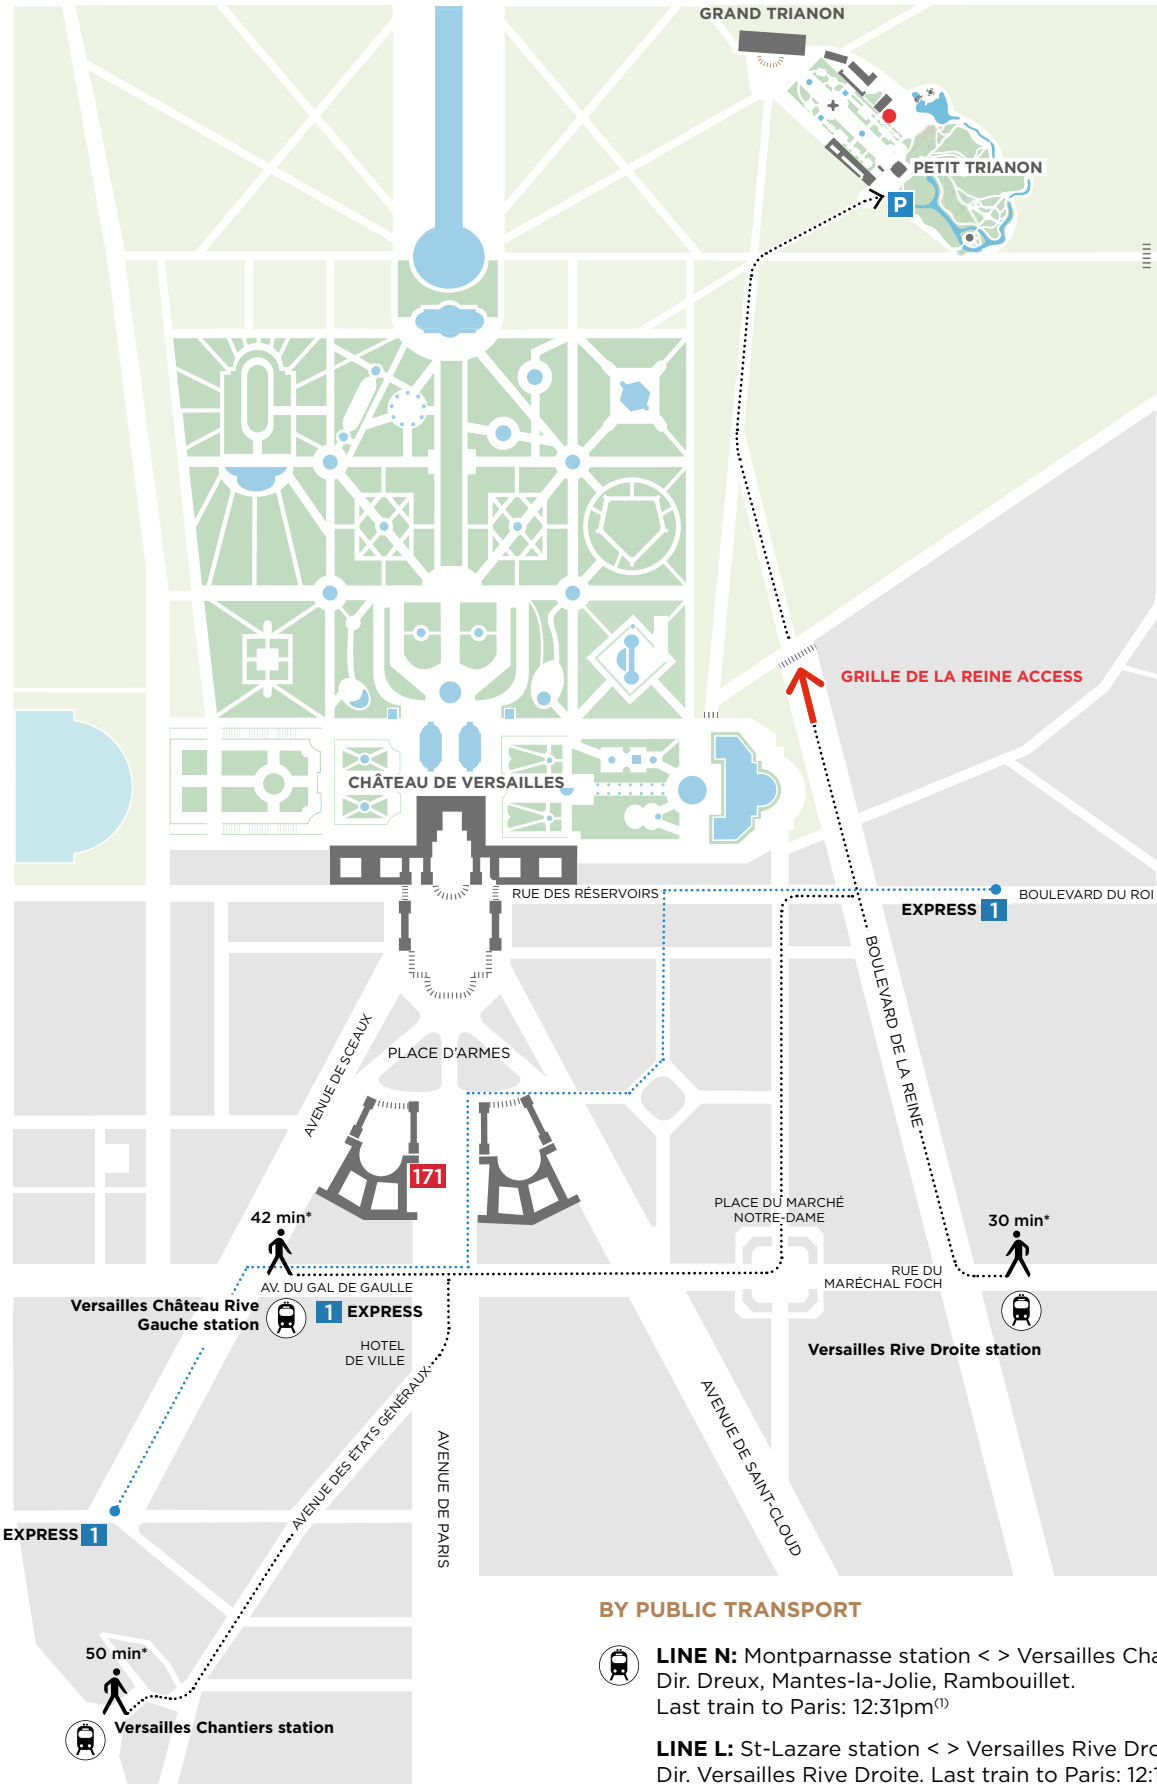 GRAND TRIANON
PETIT TRIANON
P
GRILLE DE LA REINE ACCESS
CHÂTEAU DE VERSAILLES
RUE DES RÉSERVOIRS
BOULEVARD DU ROI
EXPRESS 1
BOULEVARD DE LA REINE
AVENUE DE SCEAUX
PLACE D'ARMES
171
PLACE DU MARCHÉ
NOTRE-DAME
42 min*
30 min*
RUE DU
MARÉCHAL FOCH
AV. DU GAL DE GAULLE
Versailles Château Rive
Gauche station
1 EXPRESS
HOTEL
DE VILLE
Versailles Rive Droite station
AVENUE DES ÉTATS GÉNÉRAUX
AVENUE DE PARIS
AVENUE DE SAINT-CLOUD
EXPRESS 1
50 min*
Versailles Chantiers station
BY PUBLIC TRANSPORT
LINE N: Montparnasse station < > Versailles Cha
Dir. Dreux, Mantes-la-Jolie, Rambouillet.
Last train to Paris: 12:31pm(1)
LINE L: St-Lazare station < > Versailles Rive Dro
Dir. Versailles Rive Droite. Last train to Paris: 12:1